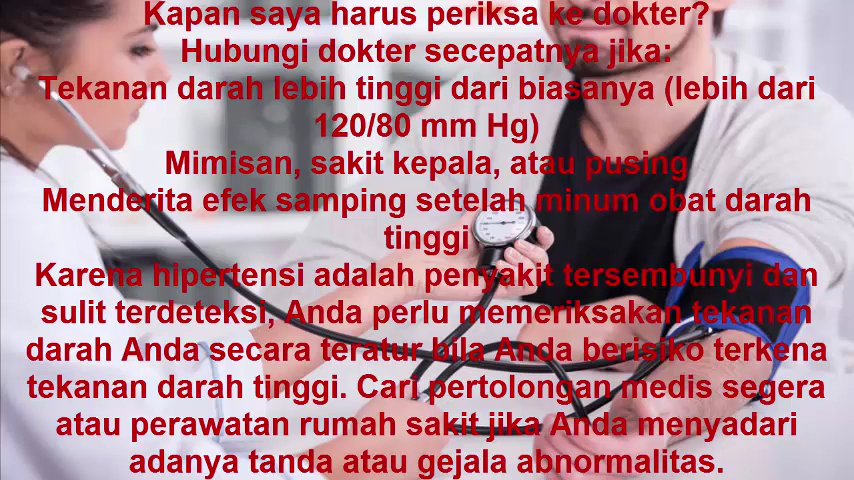 Kapan saya harus periksa ke dokter?
Hubungi dokter secepatnya jika:
Tekanan darah lebih tinggi dari biasanya (lebih dari
120/80 mm Hg)
Mimisan, sakit kepala, atau pusing
Menderita efek samping setelah minum obat darah
tinggi
Karena hipertensi adalah penyakit tersembunyi dan
sulit terdeteksi, Anda perlu memeriksakan tekanan
darah Anda secara teratur bila Anda berisiko terkena
tekanan darah tinggi. Cari pertolongan medis segera
atau perawatan rumah sakit jika Anda menyadari
adanya tanda atau gejala abnormalitas.